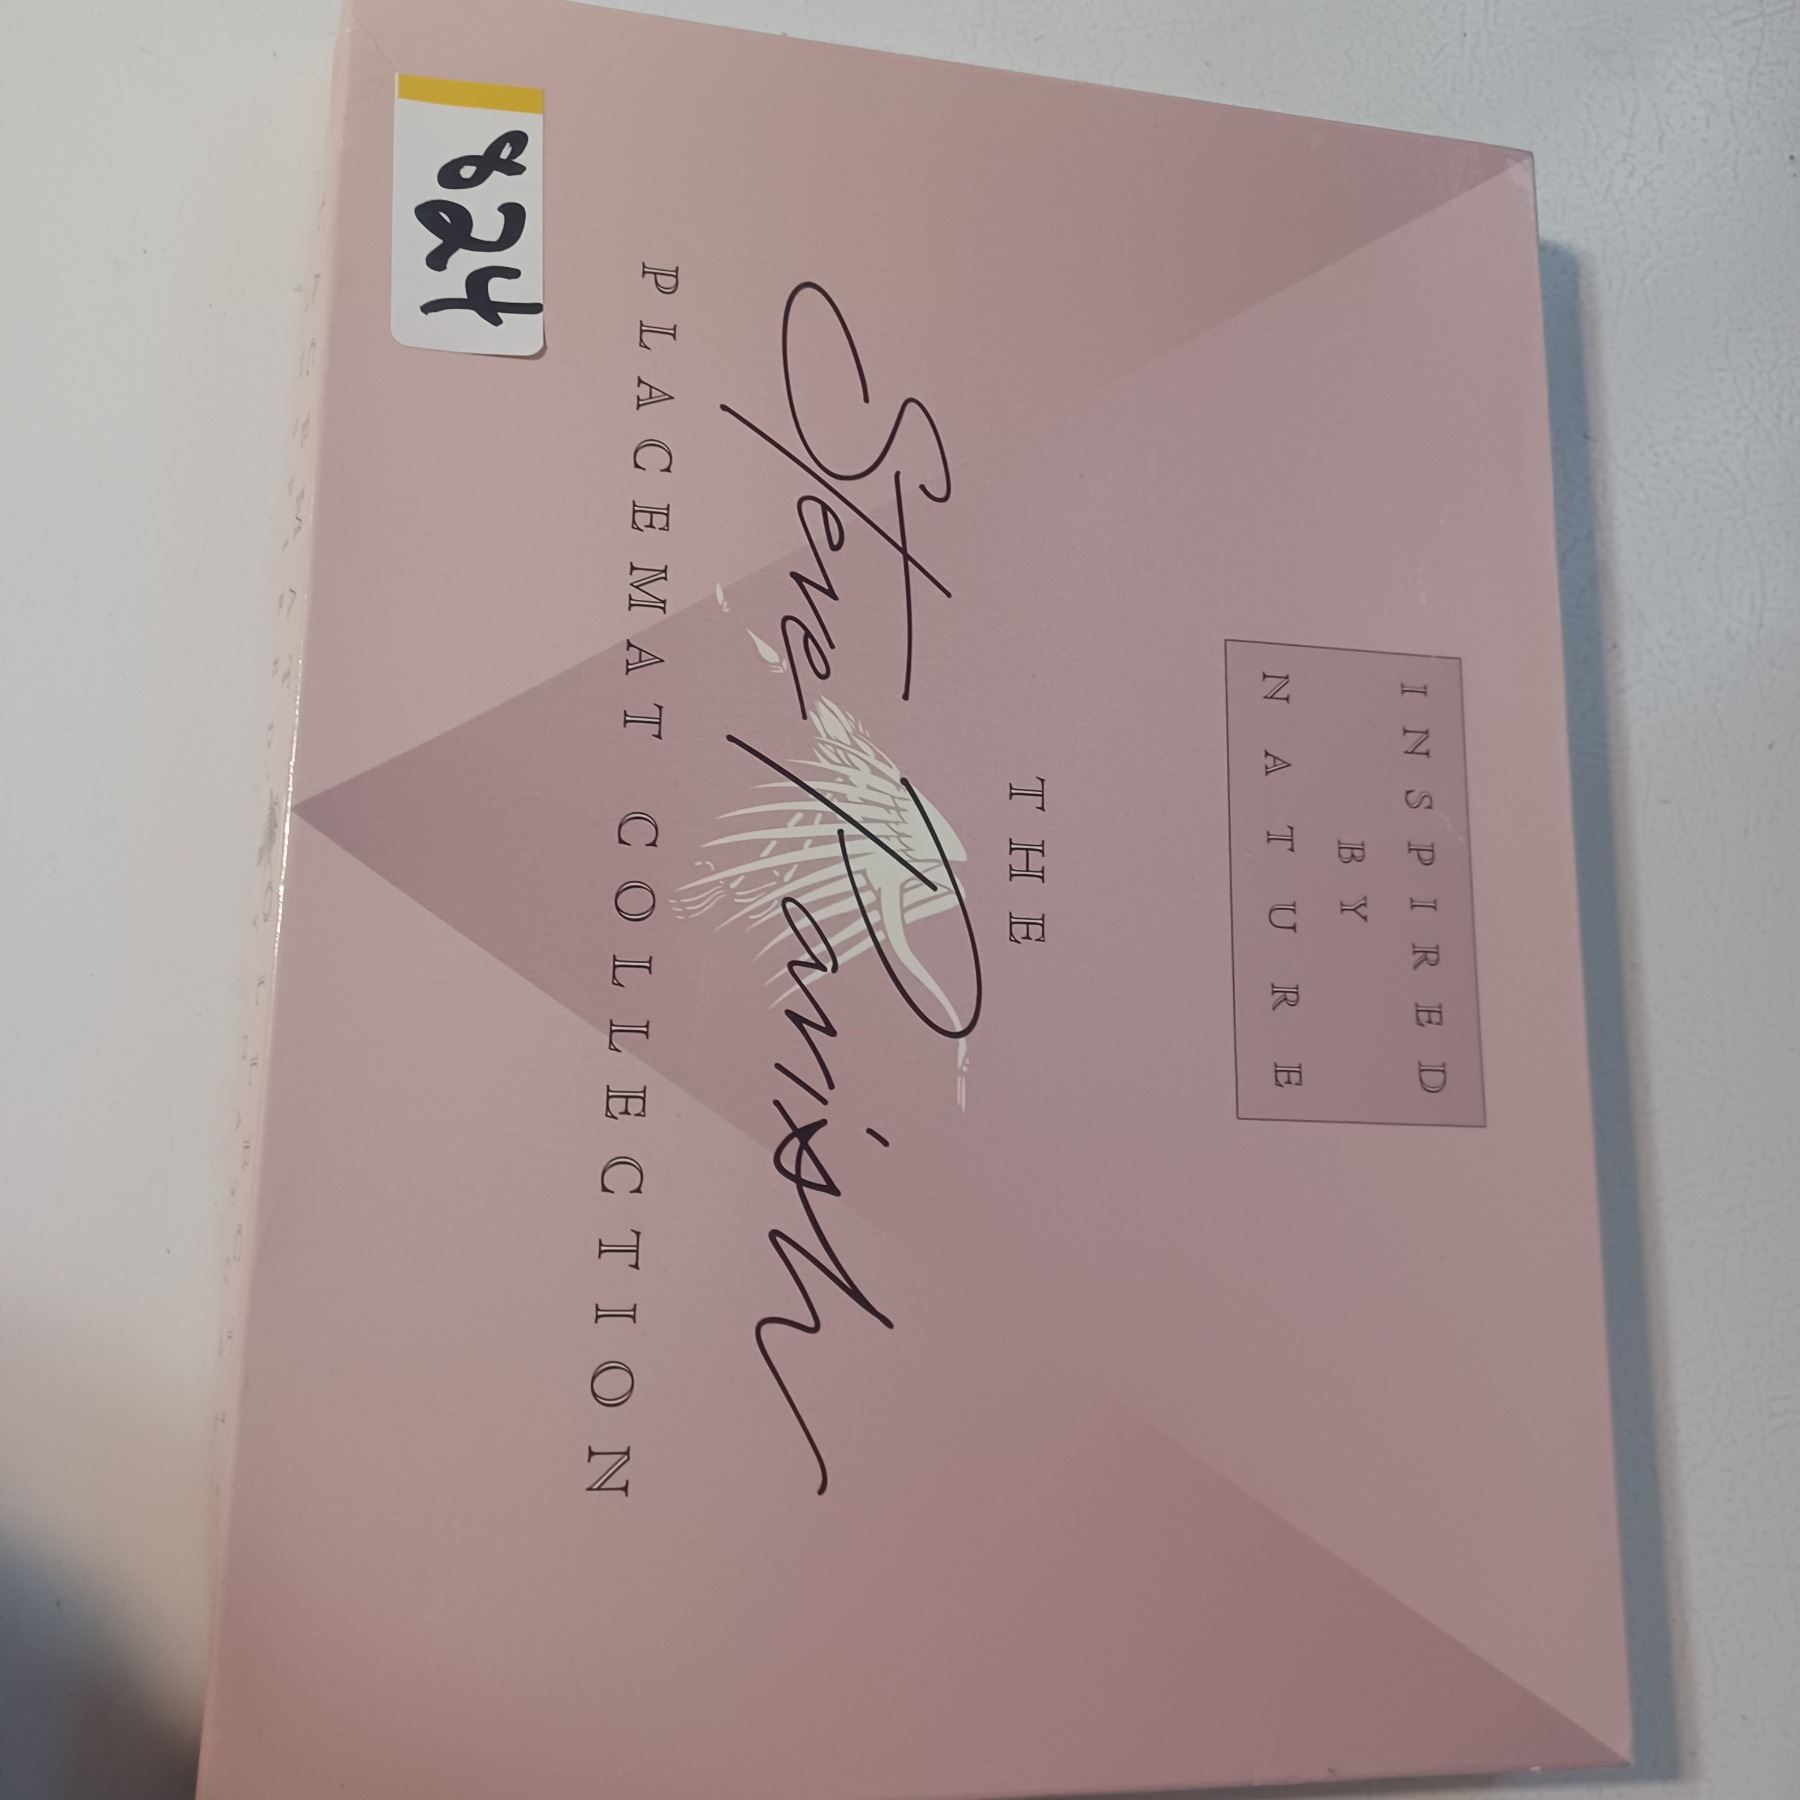 INSPIRED
BY
NATURE
THE
Steve Parish
PLACEMAT COLLECTION
824